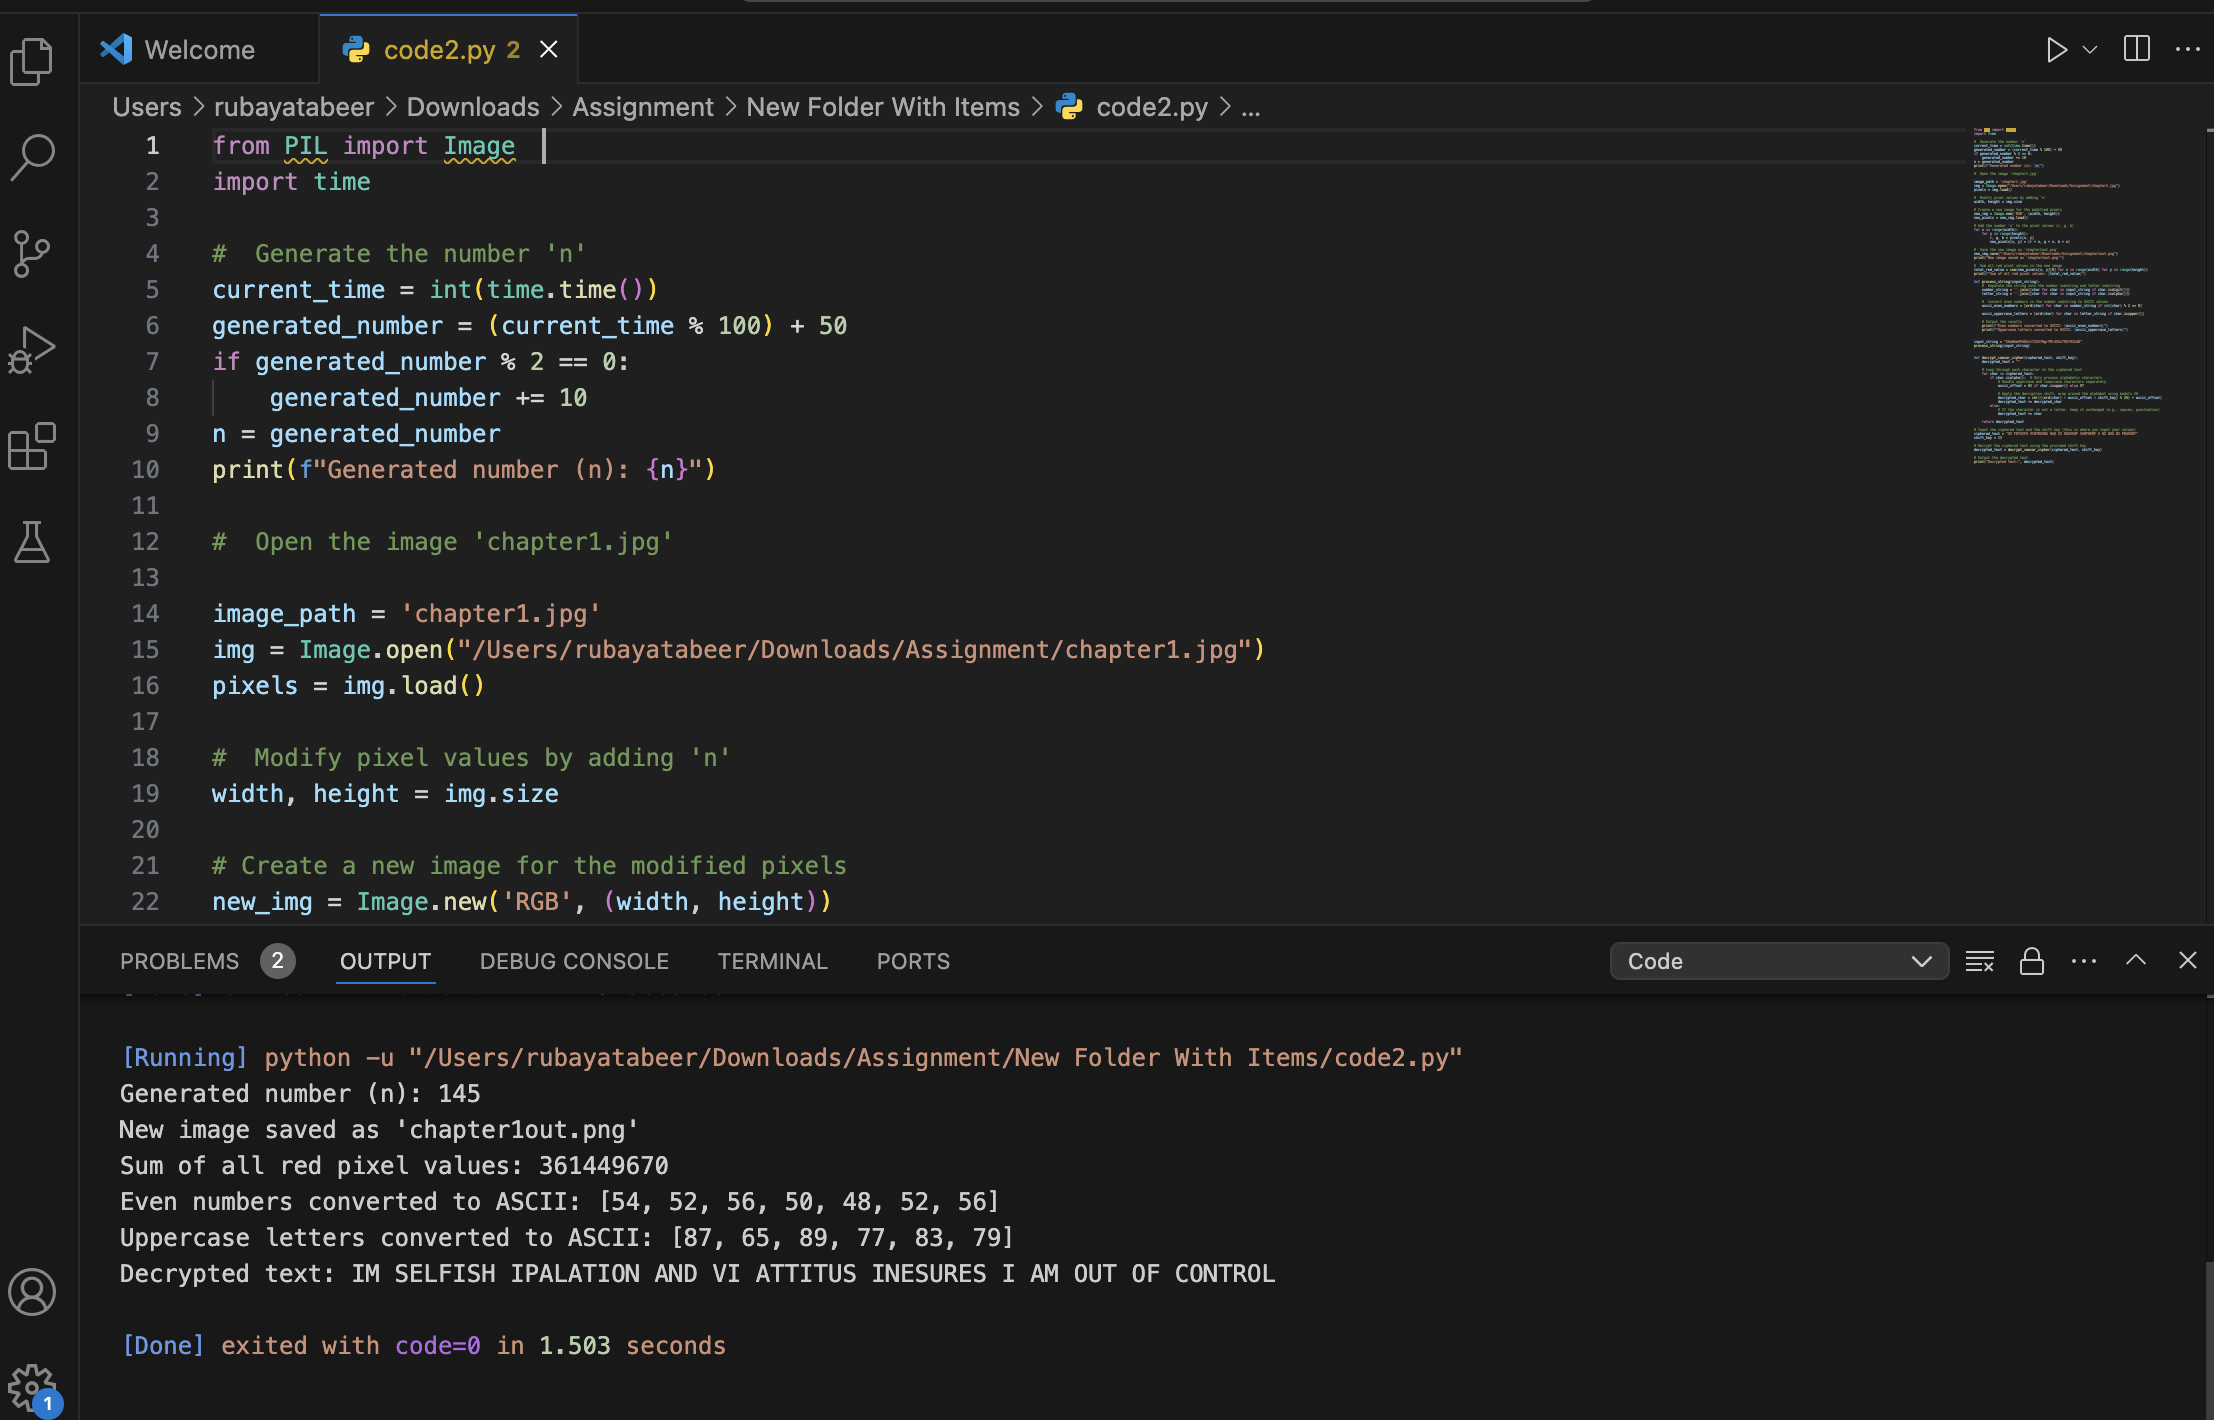 Welcome
code2.py 2
Users > rubayatabeer > Downloads > Assignment > New Folder With Items > code2.py > ...
1 from PIL import Image
2 import time
3
4 #  Generate the number 'n'
5 current_time = int(time.time())
6 generated_number = (current_time % 100) + 50
7 if generated_number % 2 == 0:
8     generated_number += 10
9 n = generated_number
10 print(f"Generated number (n): {n}")
11
12 #  Open the image 'chapter1.jpg'
13
14 image_path = 'chapter1.jpg'
15 img = Image.open("/Users/rubayatabeer/Downloads/Assignment/chapter1.jpg")
16 pixels = img.load()
17
18 #  Modify pixel values by adding 'n'
19 width, height = img.size
20
21 # Create a new image for the modified pixels
22 new_img = Image.new('RGB', (width, height))
PROBLEMS 2 OUTPUT DEBUG CONSOLE TERMINAL PORTS
Code
[Running] python -u "/Users/rubayatabeer/Downloads/Assignment/New Folder With Items/code2.py"
Generated number (n): 145
New image saved as 'chapter1out.png'
Sum of all red pixel values: 361449670
Even numbers converted to ASCII: [54, 52, 56, 50, 48, 52, 56]
Uppercase letters converted to ASCII: [87, 65, 89, 77, 83, 79]
Decrypted text: IM SELFISH IPALATION AND VI ATTITUS INESURES I AM OUT OF CONTROL
[Done] exited with code=0 in 1.503 seconds
1